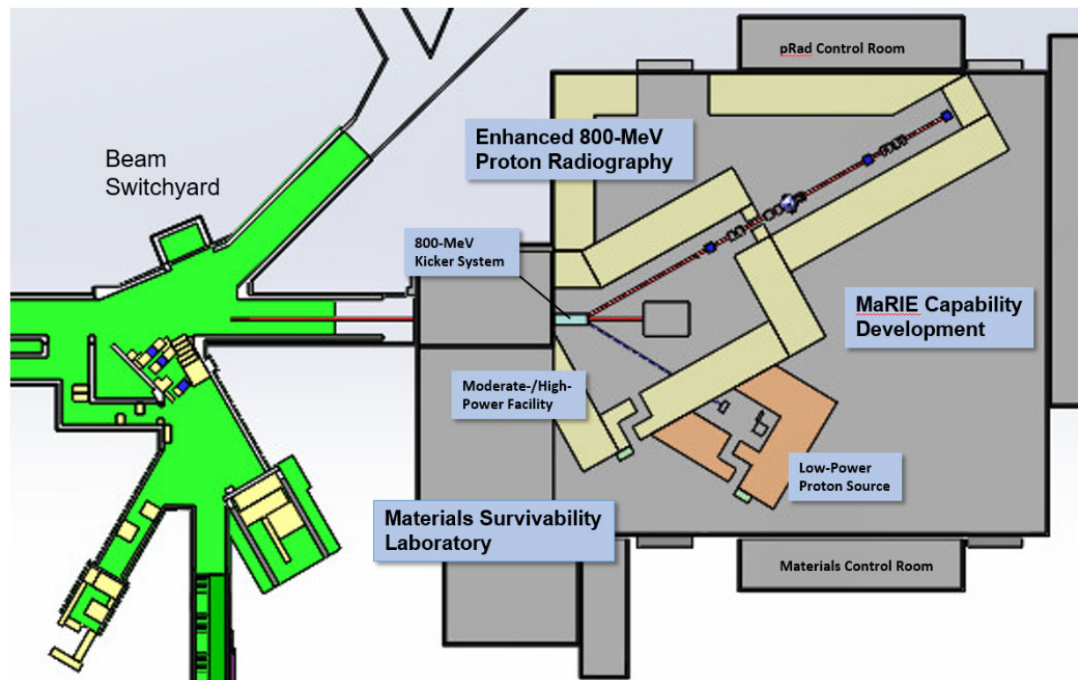 pRad Control Room
Enhanced 800-MeV
Proton Radiography
Beam
Switchyard
800-MeV
Kicker System
MaRIE Capability
Development
Moderate-/High-
Power Facility
Low-Power
Proton Source
Materials Survivability
Laboratory
Materials Control Room